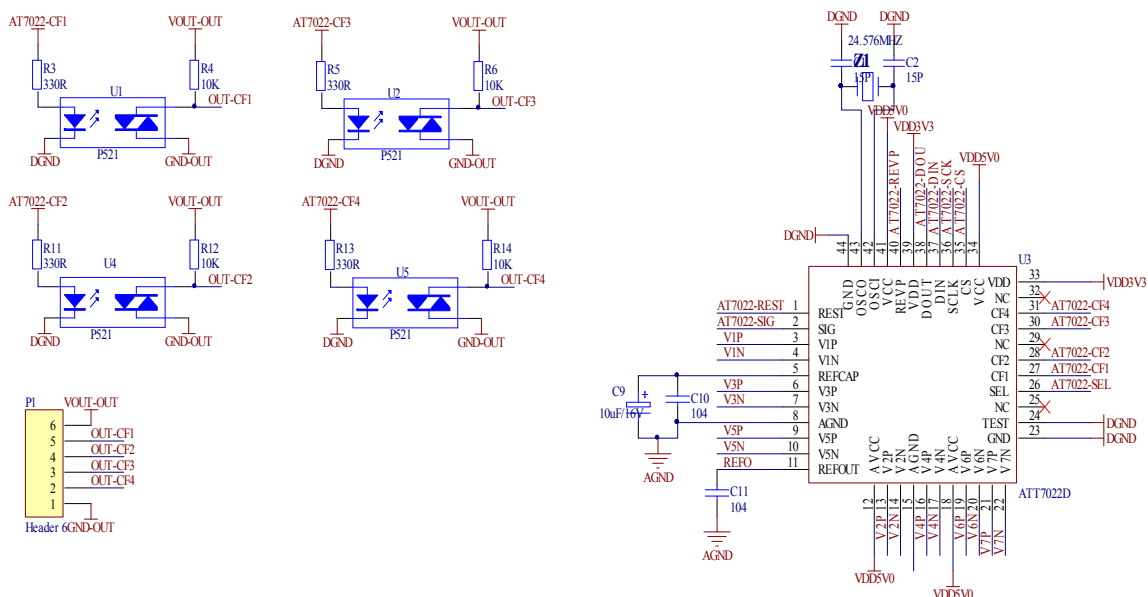 AT7022-CF1
VOUT-OUT
R3
330R
R4
10K
U1
OUT-CF1
DGND
P521
GND-OUT
AT7022-CF3
VOUT-OUT
R5
330R
R6
10K
U2
OUT-CF3
DGND
P521
GND-OUT
AT7022-CF2
VOUT-OUT
R11
330R
R12
10K
U4
OUT-CF2
DGND
P521
GND-OUT
AT7022-CF4
VOUT-OUT
R13
330R
R14
10K
U5
OUT-CF4
DGND
P521
GND-OUT
P1
VOUT-OUT
6
5 OUT-CF1
4 OUT-CF2
3 OUT-CF3
2 OUT-CF4
1
Header 6
GND-OUT
DGND
DGND
24.576MHZ
Z1
15P
C2
15P
VDD5V0
VDD3V3
VDD5V0
AT7022-REVP
AT7022-DOU
AT7022-DIN
AT7022-SCK
AT7022-CS
DGND
44 43 42 41 40 39 38 37 36 35 34
GND OSCO OSCI VCC REVP VDD DOUT DIN SCLK CS VCC
U3
AT7022-REST 1 REST
AT7022-SIG 2 SIG
V1P 3 V1P
V1N 4 V1N
5 REFCAP
V3P 6 V3P
V3N 7 V3N
8 AGND
V5P 9 V5P
V5N 10 V5N
REFO 11 REFOUT
C9
10uF/16V
C10
104
AGND
C11
104
AGND
VDD 33 VDD3V3
NC 32
CF4 31 AT7022-CF4
CF3 30 AT7022-CF3
NC 29
CF2 28 AT7022-CF2
CF1 27 AT7022-CF1
SEL 26 AT7022-SEL
NC 25
TEST 24 DGND
GND 23 DGND
AVCC V2P V2N AGND V4P V4N AVCC V6P V6N V7P V7N
12 13 14 15 16 17 18 19 20 21 22
V2P V2N V4P V4N V6P V6N V7P V7N
ATT7022D
VDD5V0
VDD5V0